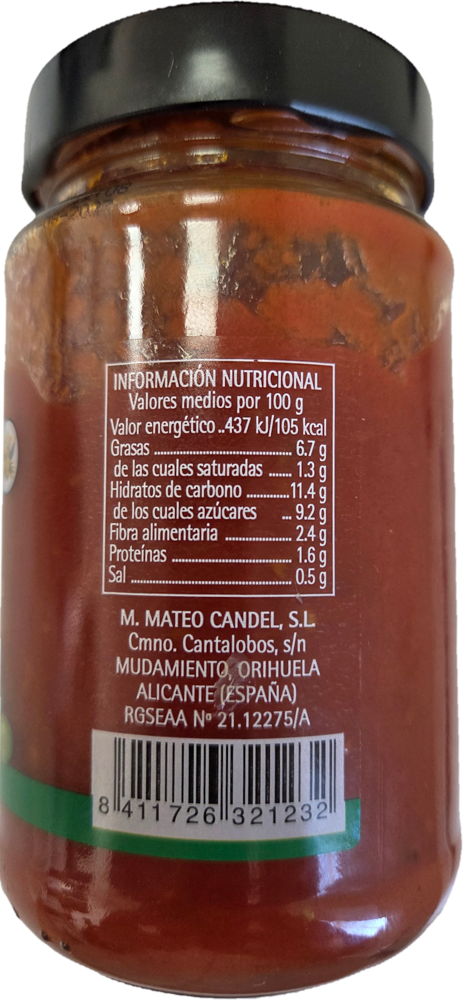 INFORMACIÓN NUTRICIONAL
Valores medios por 100 g
Valor energético ..437 kJ/105 kcal
Grasas ........................ 6.7 g
de las cuales saturadas ...... 1.3 g
Hidratos de carbono ...........11.4 g
de los cuales azúcares ... 9.2 g
Fibra alimentaria ................ 2.4 g
Proteínas ........................ 1.6 g
Sal ................................ 0.5 g
M. MATEO CANDEL, S.L.
Cmno. Cantalobos, s/n
MUDAMIENTO, ORIHUELA
ALICANTE (ESPAÑA)
RGSEAA Nº 21.12275/A
8 411726 321232